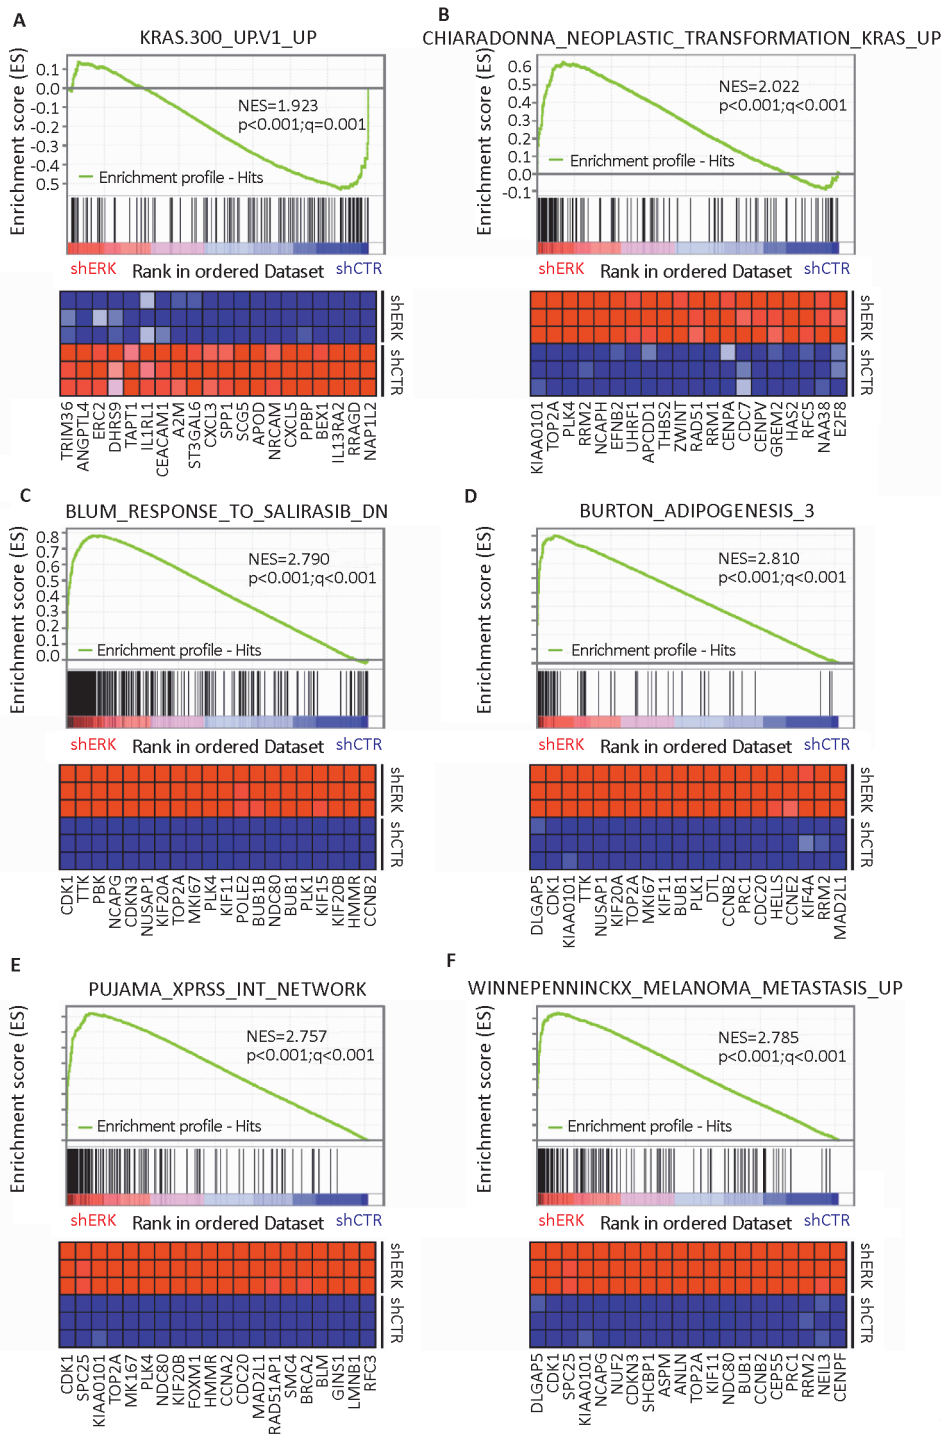 A
KRAS.300_UP.V1_UP
Enrichment score (ES)
0.1
0.0
-0.1
-0.2
-0.3
-0.4
0.5
NES=1.923
p<0.001;q=0.001
Enrichment profile - Hits
shERK Rank in ordered Dataset shCTR
shERK
shCTR
TRIM36
ANGPTL4
ERC2
DHRS9
TAPT1
IL1RL1
CEACAM1
A2M
ST3GAL6
CXCL3
SPP1
SCG5
APOD
NRCAM
CXCL5
PPBP
BEX1
IL13RA2
RRAGD
NAP1L2
B
CHIARADONNA_NEOPLASTIC_TRANSFORMATION_KRAS_UP
Enrichment score (ES)
0.6
0.5
0.4
0.3
0.2
0.1
0.0
-0.1
NES=2.022
p<0.001;q<0.001
Enrichment profile - Hits
shERK Rank in ordered Dataset shCTR
shERK
shCTR
KIAA0101
TOP2A
PLK4
RRM2
NCAPH
EFNB2
UHRF1
APCDD1
THBS2
ZWINT
RAD51
RRM1
CENPA
CDC7
CENPV
GREM2
HAS2
RFC5
NAA38
E2F8
C
BLUM_RESPONSE_TO_SALIRASIB_DN
Enrichment score (ES)
0.8
0.7
0.6
0.5
0.4
0.3
0.2
0.1
0.0
NES=2.790
p<0.001;q<0.001
Enrichment profile - Hits
shERK Rank in ordered Dataset shCTR
shERK
shCTR
CDK1
TTK
PBK
NCAPG
CDKN3
NUSAP1
KIF20A
TOP2A
MKI67
PLK4
KIF11
POLE2
BUB1B
NDC80
BUB1
PLK1
KIF15
KIF20B
HMMR
CCNB2
D
BURTON_ADIPOGENESIS_3
Enrichment score (ES)
NES=2.810
p<0.001;q<0.001
Enrichment profile - Hits
shERK Rank in ordered Dataset shCTR
shERK
shCTR
DLGAP5
CDK1
KIAA0101
TTK
NUSAP1
KIF20A
TOP2A
MKI67
KIF11
BUB1
PLK1
DTL
CCNB2
PRC1
CDC20
HELLS
CCNE2
KIF4A
RRM2
MAD2L1
E
PUJAMA_XPRSS_INT_NETWORK
Enrichment score (ES)
NES=2.757
p<0.001;q<0.001
Enrichment profile - Hits
shERK Rank in ordered Dataset shCTR
shERK
shCTR
CDK1
SPC25
KIAA0101
TOP2A
MK167
PLK4
NDC80
KIF20B
FOXM1
HMMR
CCNA2
CDC20
MAD2L1
RAD51AP1
SMC4
BRCA2
BLM
GINS1
LMNB1
RFC3
F
WINNEPENNINCKX_MELANOMA_METASTASIS_UP
Enrichment score (ES)
NES=2.785
p<0.001;q<0.001
Enrichment profile - Hits
shERK Rank in ordered Dataset shCTR
shERK
shCTR
DLGAP5
CDK1
SPC25
KIAA0101
NCAPG
NUF2
CDKN3
SHCBP1
ASPM
ANLN
TOP2A
KIF11
NDC80
BUB1
CCNB2
CEP55
PRC1
RRM2
NEIL3
CENPF